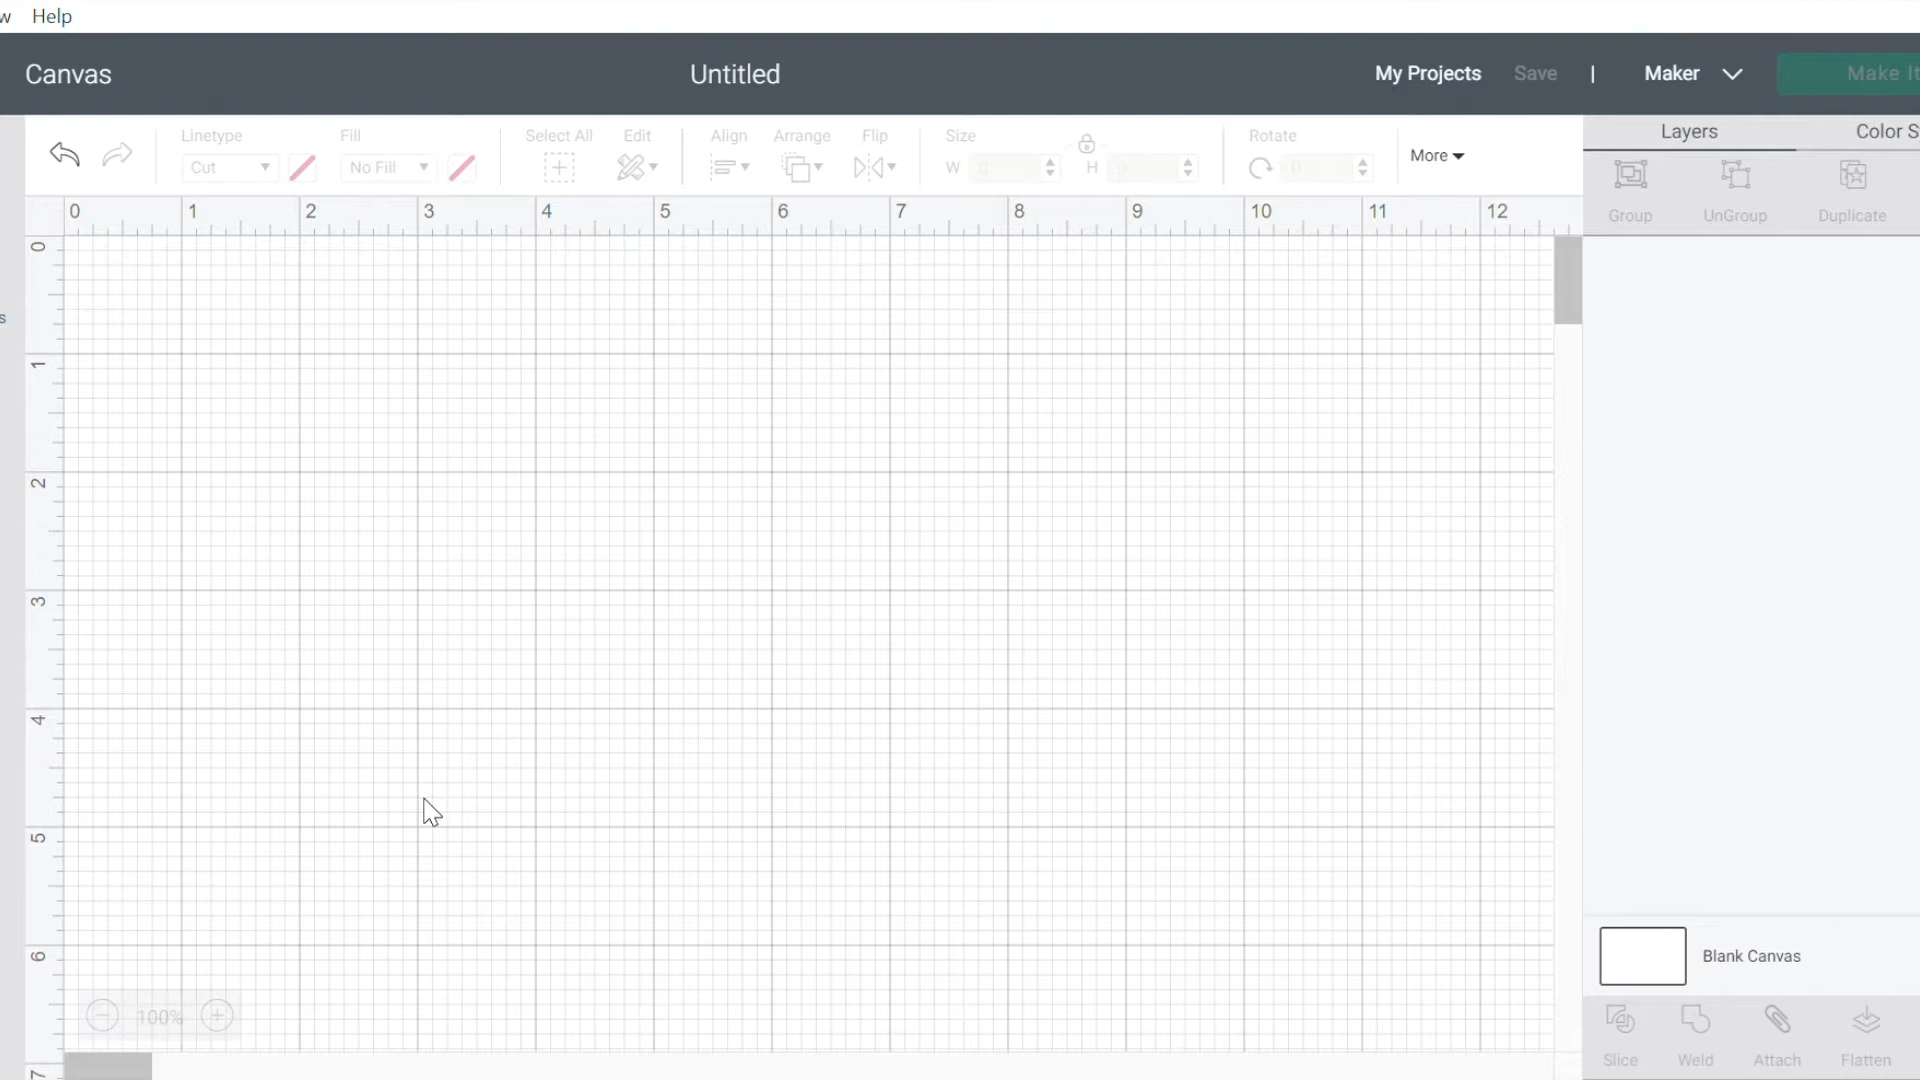 w Help
Canvas Untitled My Projects Save | Maker Make It
Linetype Fill Select All Edit Align Arrange Flip Size Rotate
Cut No Fill W H More
Layers Color S
Group UnGroup Duplicate
0 1 2 3 4 5 6 7 8 9 10 11 12
0
s
1
2
3
4
5
6
7
100%
Blank Canvas
Slice Weld Attach Flatten